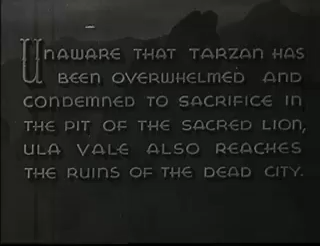 UNAWARE THAT TARZAN HAS
BEEN OVERWHELMED AND
CONDEMNED TO SACRIFICE IN
THE PIT OF THE SACRED LION,
ULA VALE ALSO REACHES
THE RUINS OF THE DEAD CITY.